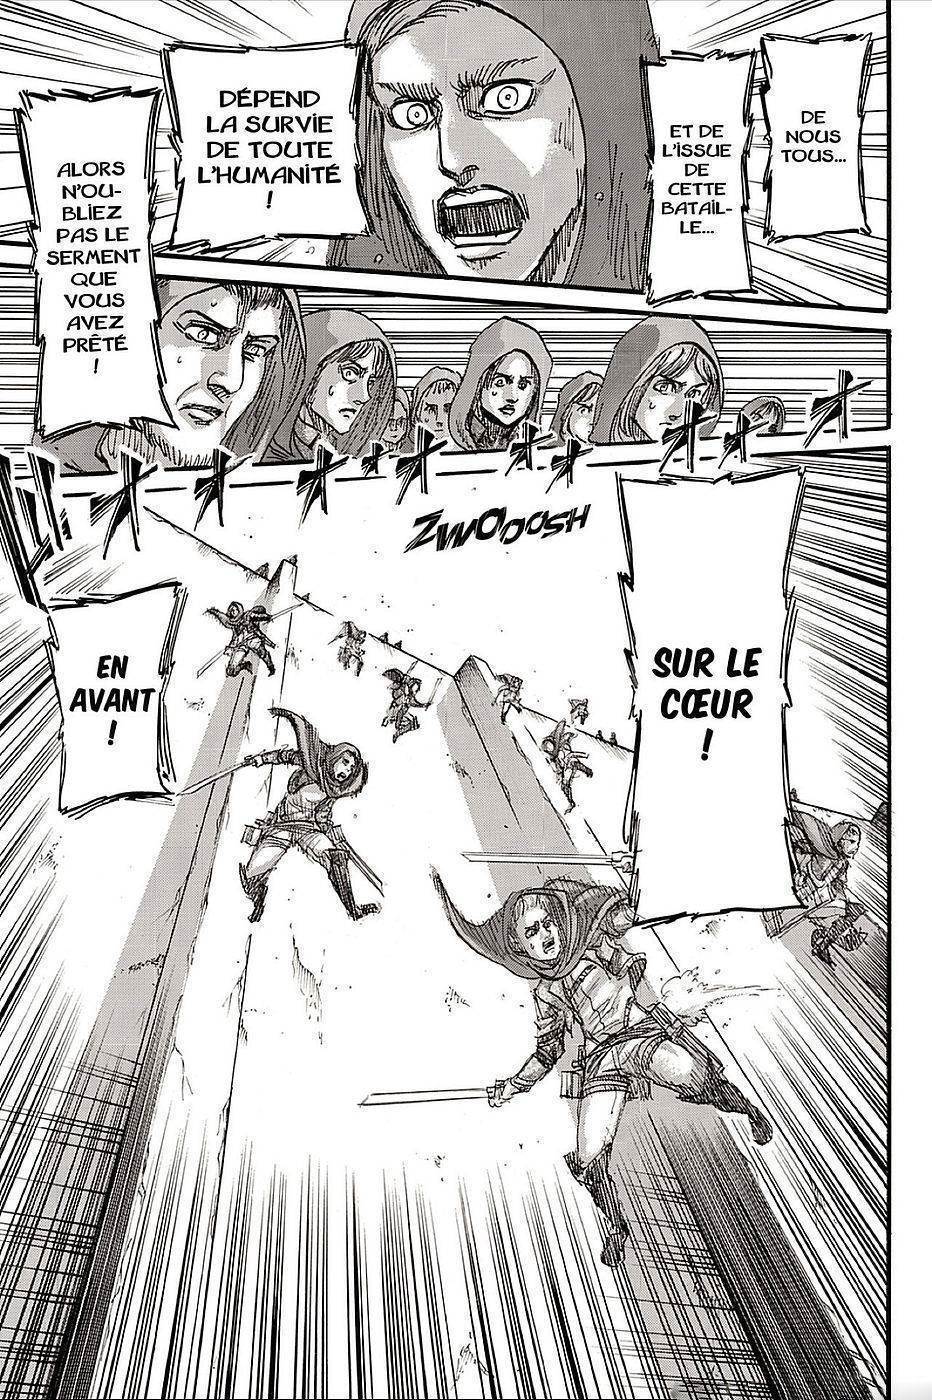 DE
NOUS
TOUS...
ET DE
L'ISSUE
DE
CETTE
BATAIL-
LE...
DÉPEND
LA SURVIE
DE TOUTE
L'HUMANITÉ
!
ALORS
N'OU-
BLIEZ
PAS LE
SERMENT
QUE
VOUS
AVEZ
PRÊTÉ
!
ZWOOOSH
SUR LE
CŒUR
!
EN
AVANT
!